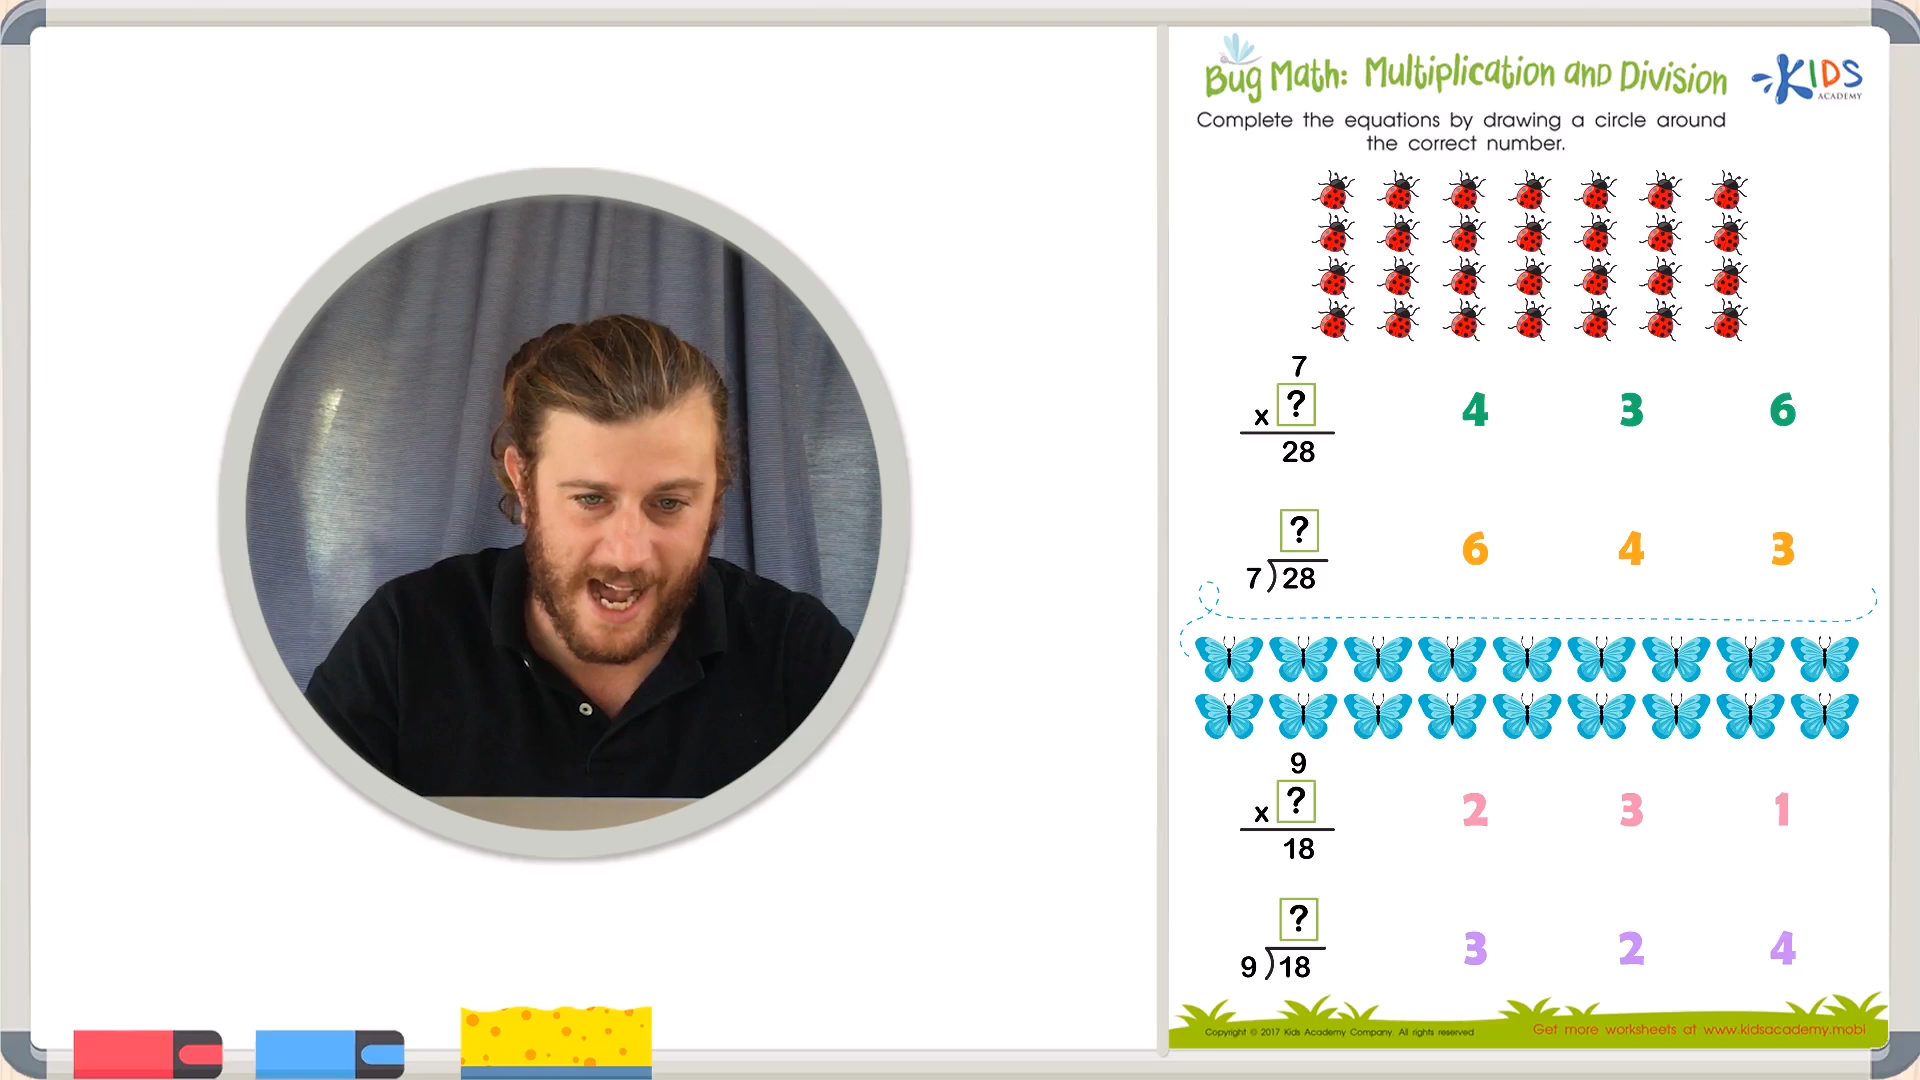 Bug Math: Multiplication and Division
KIDS
ACADEMY
Complete the equations by drawing a circle around
the correct number.
7
x ?
28
4 3 6
?
7)28
6 4 3
9
x ?
18
2 3 1
?
9)18
3 2 4
Copyright © 2017 Kids Academy Company. All rights reserved
Get more worksheets at www.kidsacademy.mobi